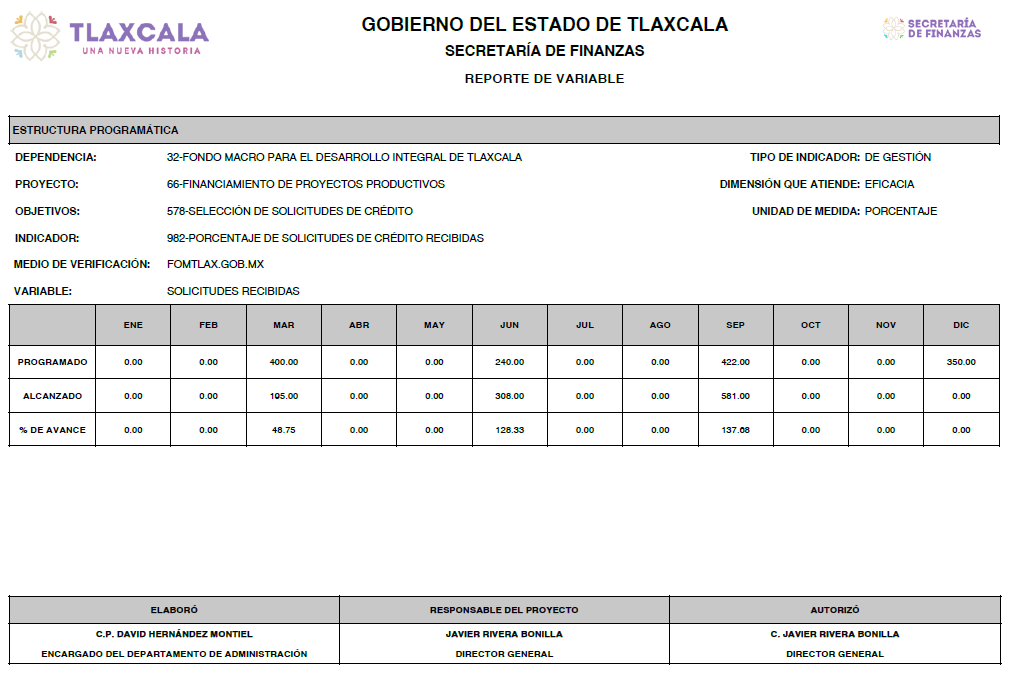 TLAXCALA
UNA NUEVA HISTORIA
GOBIERNO DEL ESTADO DE TLAXCALA
SECRETARÍA DE FINANZAS
REPORTE DE VARIABLE
SECRETARÍA
DE FINANZAS
ESTRUCTURA PROGRAMÁTICA
DEPENDENCIA: 32-FONDO MACRO PARA EL DESARROLLO INTEGRAL DE TLAXCALA TIPO DE INDICADOR: DE GESTIÓN
PROYECTO: 66-FINANCIAMIENTO DE PROYECTOS PRODUCTIVOS DIMENSIÓN QUE ATIENDE: EFICACIA
OBJETIVOS: 578-SELECCIÓN DE SOLICITUDES DE CRÉDITO UNIDAD DE MEDIDA: PORCENTAJE
INDICADOR: 982-PORCENTAJE DE SOLICITUDES DE CRÉDITO RECIBIDAS
MEDIO DE VERIFICACIÓN: FOMTLAX.GOB.MX
VARIABLE: SOLICITUDES RECIBIDAS
ENE FEB MAR ABR MAY JUN JUL AGO SEP OCT NOV DIC
PROGRAMADO 0.00 0.00 400.00 0.00 0.00 240.00 0.00 0.00 422.00 0.00 0.00 350.00
ALCANZADO 0.00 0.00 195.00 0.00 0.00 308.00 0.00 0.00 581.00 0.00 0.00 0.00
% DE AVANCE 0.00 0.00 48.75 0.00 0.00 128.33 0.00 0.00 137.68 0.00 0.00 0.00
ELABORÓ RESPONSABLE DEL PROYECTO AUTORIZÓ
C.P. DAVID HERNÁNDEZ MONTIEL JAVIER RIVERA BONILLA C. JAVIER RIVERA BONILLA
ENCARGADO DEL DEPARTAMENTO DE ADMINISTRACIÓN DIRECTOR GENERAL DIRECTOR GENERAL